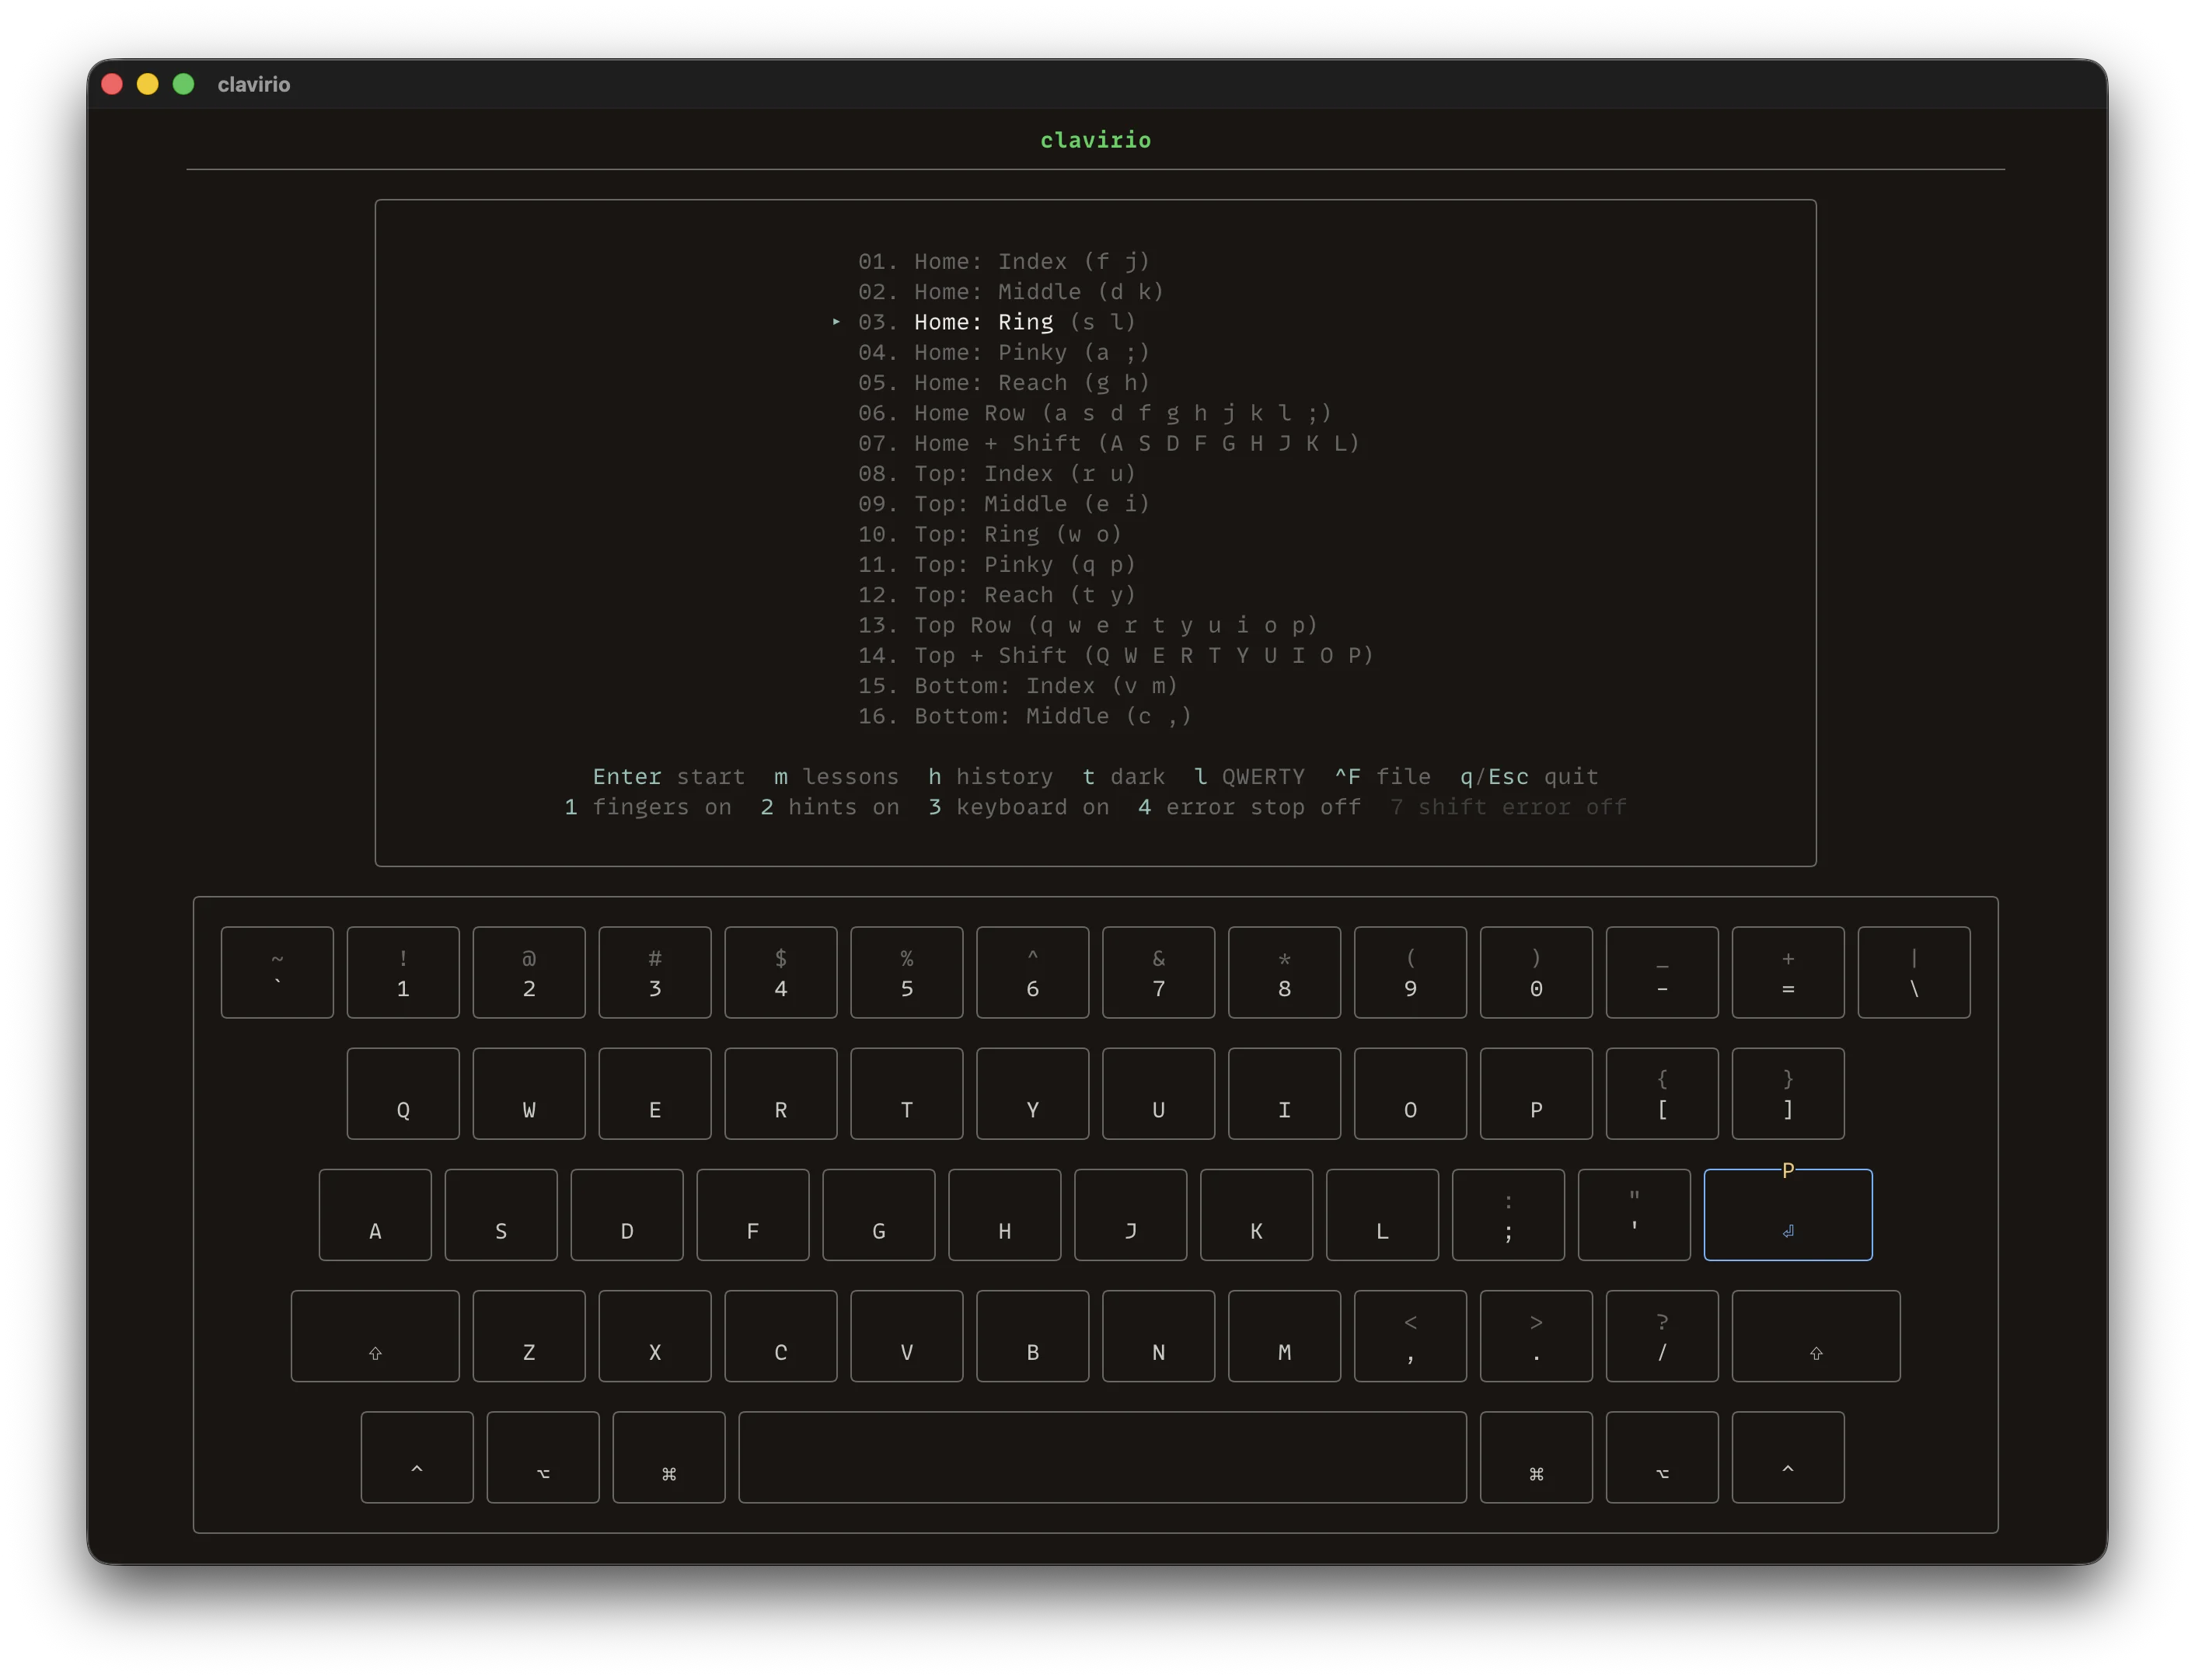 clavirio
clavirio
01. Home: Index (f j)
02. Home: Middle (d k)
▸ 03. Home: Ring (s l)
04. Home: Pinky (a ;)
05. Home: Reach (g h)
06. Home Row (a s d f g h j k l ;)
07. Home + Shift (A S D F G H J K L)
08. Top: Index (r u)
09. Top: Middle (e i)
10. Top: Ring (w o)
11. Top: Pinky (q p)
12. Top: Reach (t y)
13. Top Row (q w e r t y u i o p)
14. Top + Shift (Q W E R T Y U I O P)
15. Bottom: Index (v m)
16. Bottom: Middle (c ,)
Enter start m lessons h history t dark l QWERTY ^F file q/Esc quit
1 fingers on 2 hints on 3 keyboard on 4 error stop off 7 shift error off
~ ! @ # $ % ^ & * ( ) _ + |
` 1 2 3 4 5 6 7 8 9 0 - = \
{ }
Q W E R T Y U I O P [ ]
P
: "
A S D F G H J K L ; ' ⏎
< > ?
⇧ Z X C V B N M , . / ⇧
^ ⌥ ⌘ ⌘ ⌥ ^